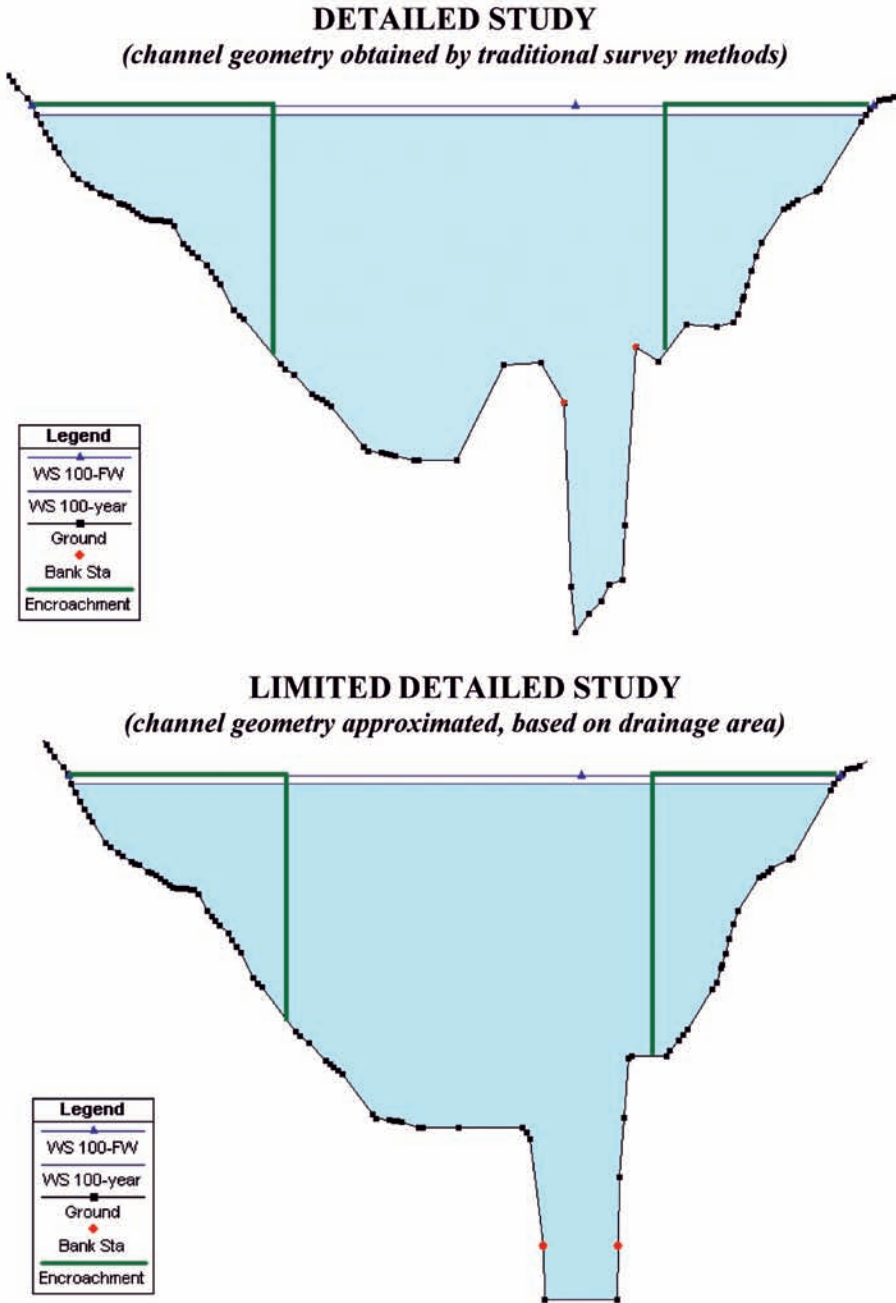 DETAILED STUDY
(channel geometry obtained by traditional survey methods)
Legend
WS 100-FW
WS 100-year
Ground
Bank Sta
Encroachment
LIMITED DETAILED STUDY
(channel geometry approximated, based on drainage area)
Legend
WS 100-FW
WS 100-year
Ground
Bank Sta
Encroachment